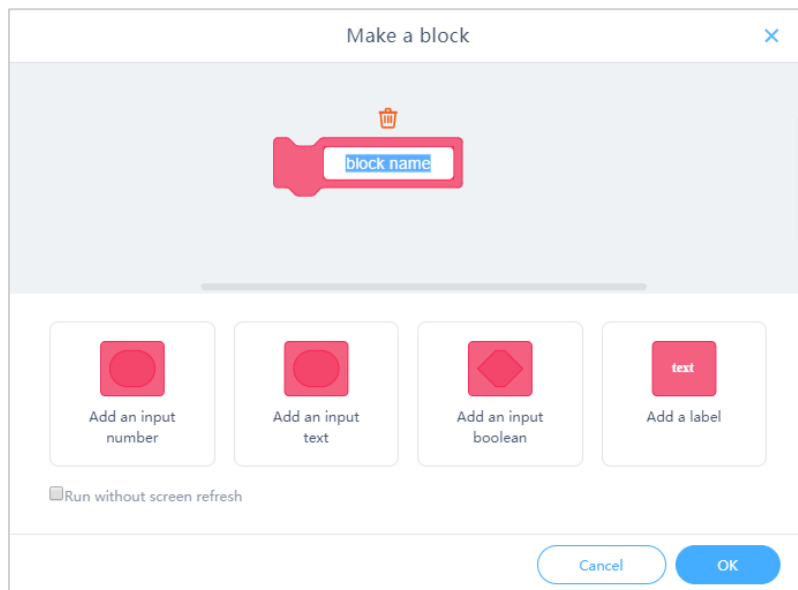 Make a block
block name
text
Add an input
number
Add an input
text
Add an input
boolean
Add a label
Run without screen refresh
Cancel
OK